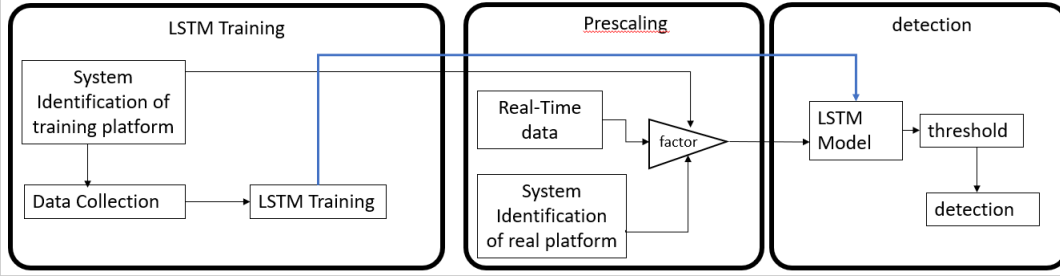 LSTM Training
System
Identification of
training platform
Data Collection
LSTM Training
Prescaling
Real-Time
data
factor
System
Identification
of real platform
detection
LSTM
Model
threshold
detection